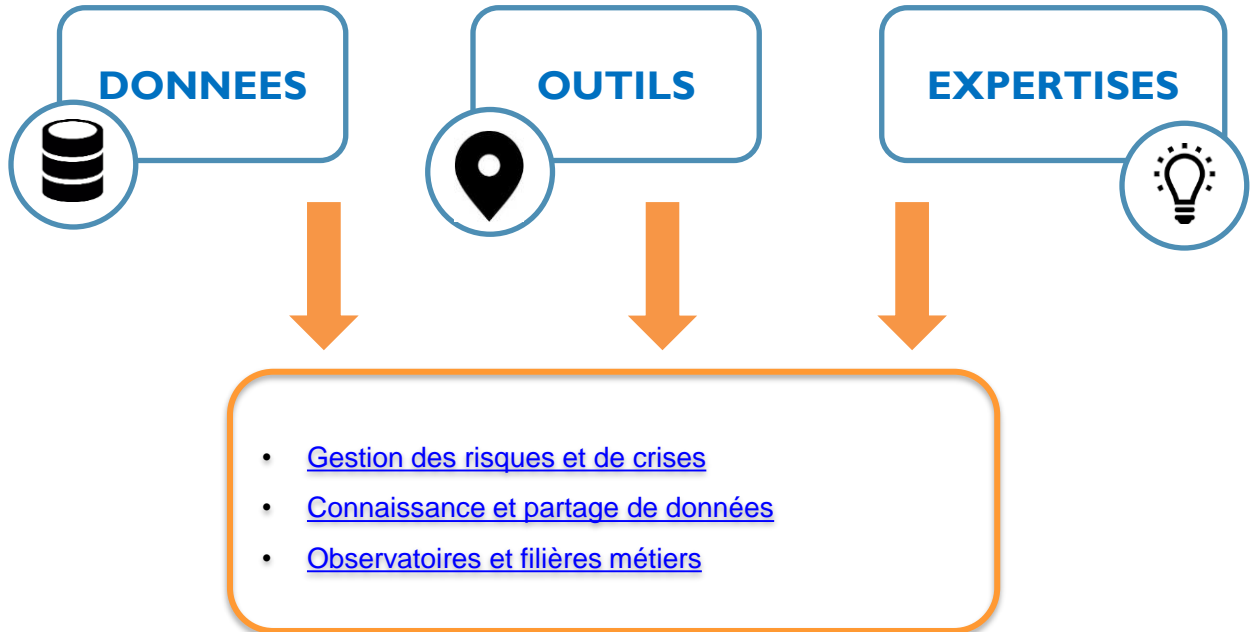 DONNEES
OUTILS
EXPERTISES
• Gestion des risques et de crises
• Connaissance et partage de données
• Observatoires et filières métiers